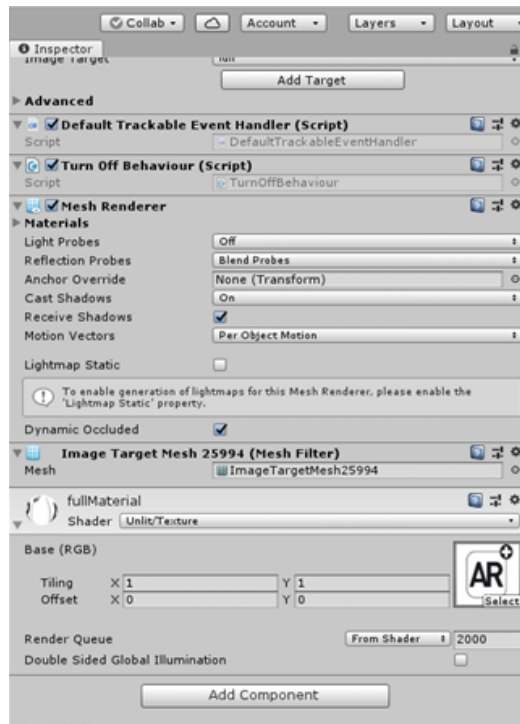 Collab
Account
Layers
Layout
Inspector
Image Target
Add Target
Advanced
Default Trackable Event Handler (Script)
Script DefaultTrackableEventHandler
Turn Off Behaviour (Script)
Script TurnOffBehaviour
Mesh Renderer
Materials
Light Probes Off
Reflection Probes Blend Probes
Anchor Override None (Transform)
Cast Shadows On
Receive Shadows
Motion Vectors Per Object Motion
Lightmap Static
To enable generation of lightmaps for this Mesh Renderer, please enable the
'Lightmap Static' property.
Dynamic Occluded
Image Target Mesh 25994 (Mesh Filter)
Mesh ImageTargetMesh25994
fullMaterial
Shader Unlit/Texture
Base (RGB)
AR
Tiling X 1 Y 1
Offset X 0 Y 0
Select
Render Queue From Shader 2000
Double Sided Global Illumination
Add Component